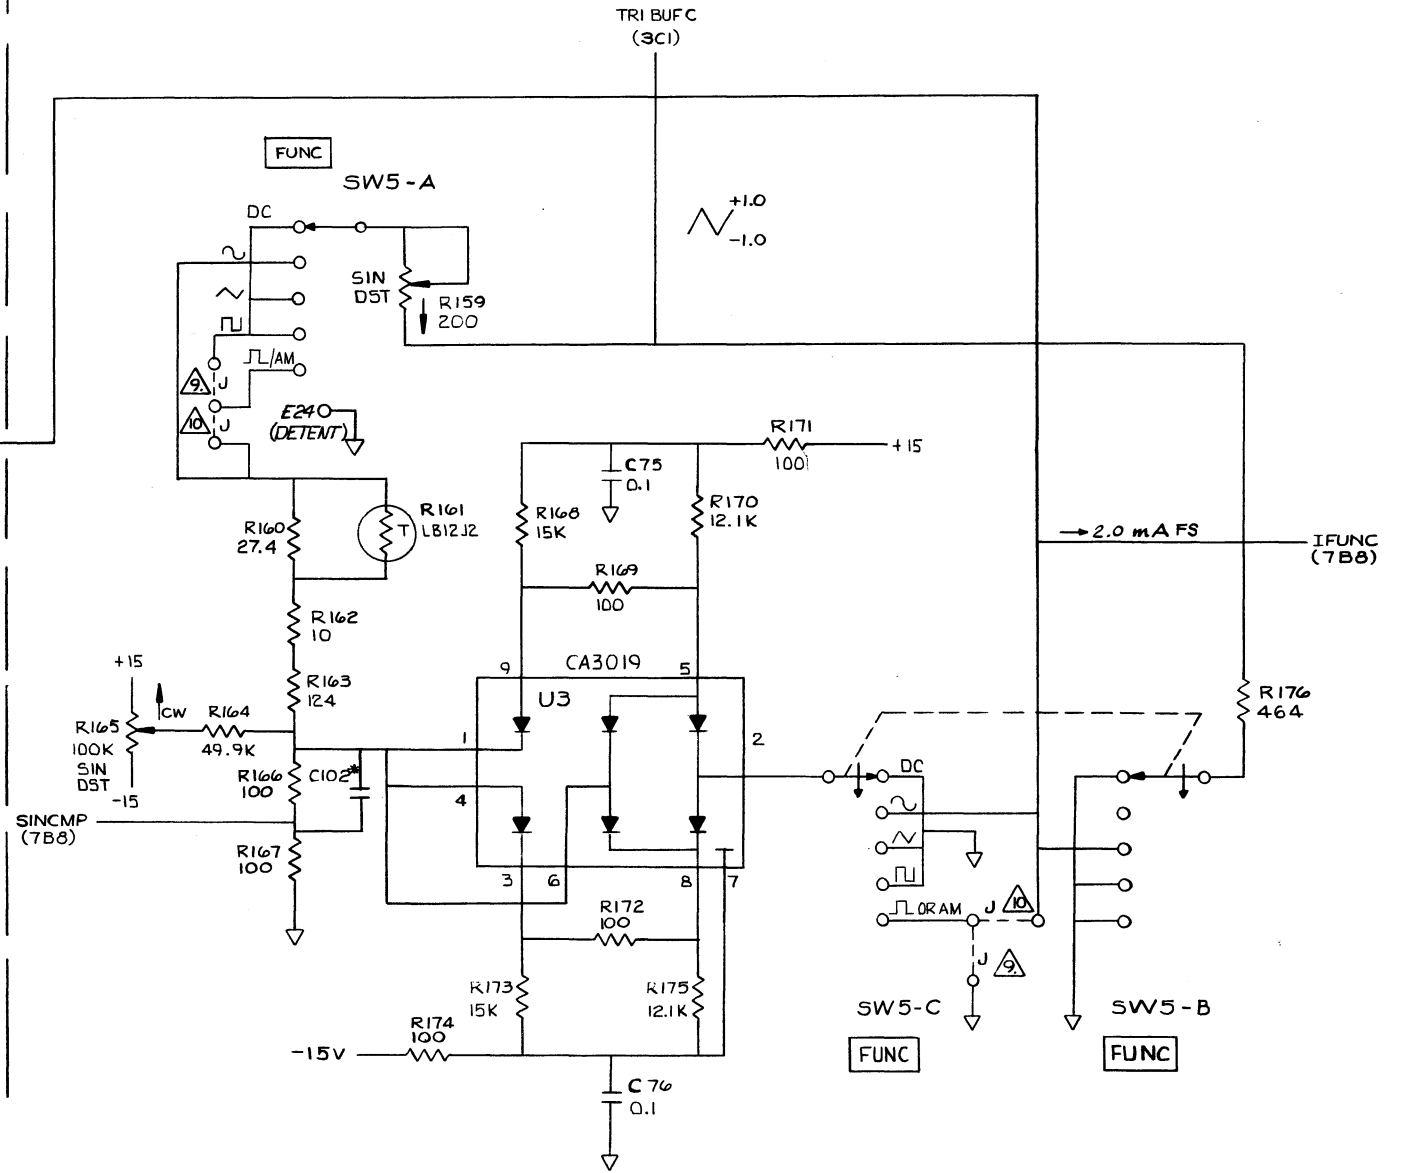 TRI BUF C
(3C1)
FUNC
SW5-A
DC
+1.0
-1.0
SIN
DST
R159
200
/AM
9.
J
10
J
E24
(DETENT)
R171
100
+15
C75
0.1
R168
15K
R170
12.1K
R160
27.4
R161
T
LB12J2
→ 2.0 mA FS
IFUNC
(7B8)
R169
100
R162
10
CA3019
9
5
U3
+15
CW
R163
124
R165
100K
SIN
DST
-15
R164
49.9K
R176
464
1
2
4
R166
100
C102*
DC
SINCMP
(7B8)
R167
100
3
6
8
7
R172
100
OR AM
J
10
J
9.
R173
15K
R175
12.1K
SW5-C
SW5-B
R174
100
-15V
FUNC
FUNC
C76
0.1